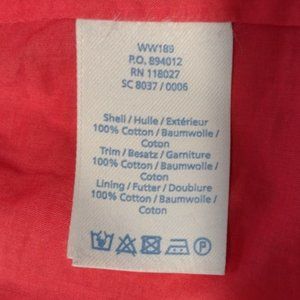 WW189
P.O. 894012
RN 118027
SC 8037 / 0006
Shell / Hulle / Extérieur
100% Cotton / Baumwolle /
Coton
Trim / Besatz / Garniture
100% Cotton / Baumwolle /
Coton
Lining / Futter / Doublure
100% Cotton / Baumwolle /
Coton
P